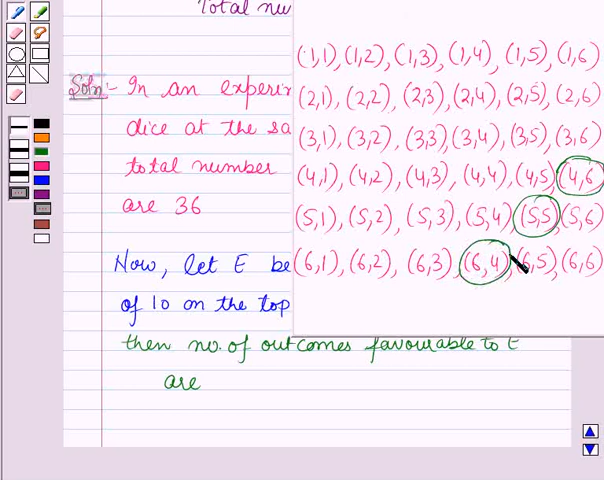 Total nu
(1,1), (1,2), (1,3), (1,4), (1,5), (1,6)
(2,1), (2,2), (2,3), (2,4), (2,5), (2,6)
(3,1), (3,2), (3,3), (3,4), (3,5), (3,6)
(4,1), (4,2), (4,3), (4,4), (4,5) (4,6)
(5,1), (5,2), (5,3), (5,4) (5,5), (5,6)
(6,1), (6,2), (6,3), (6,4), (6,5), (6,6)
Soln:- In an experi
dice at the sa
total number
are 36
Now, let E be
of 10 on the top
then no. of outcomes favourable to E
are